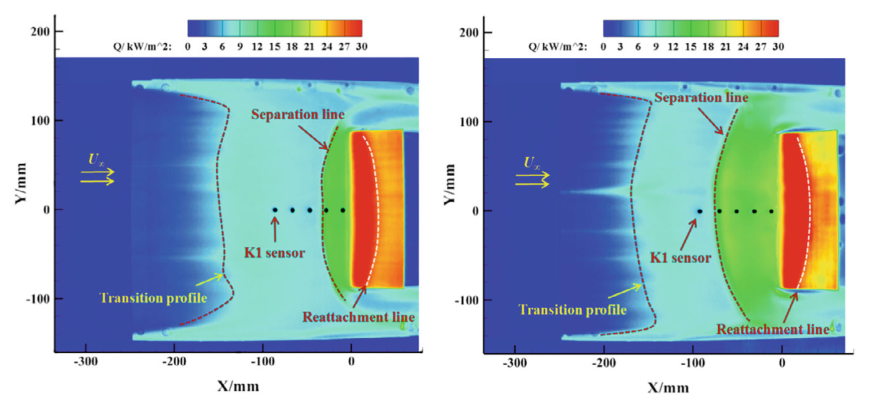 Q/ kW/m^2: 0 3 6 9 12 15 18 21 24 27 30
200
100
0
-100
Y/mm
U∞
Separation line
K1 sensor
Transition profile
Reattachment line
-300 -200 -100 0
X/mm
Q/ kW/m^2: 0 3 6 9 12 15 18 21 24 27 30
200
100
0
-100
Y/mm
U∞
Separation line
K1 sensor
Transition profile
Reattachment line
-300 -200 -100 0
X/mm